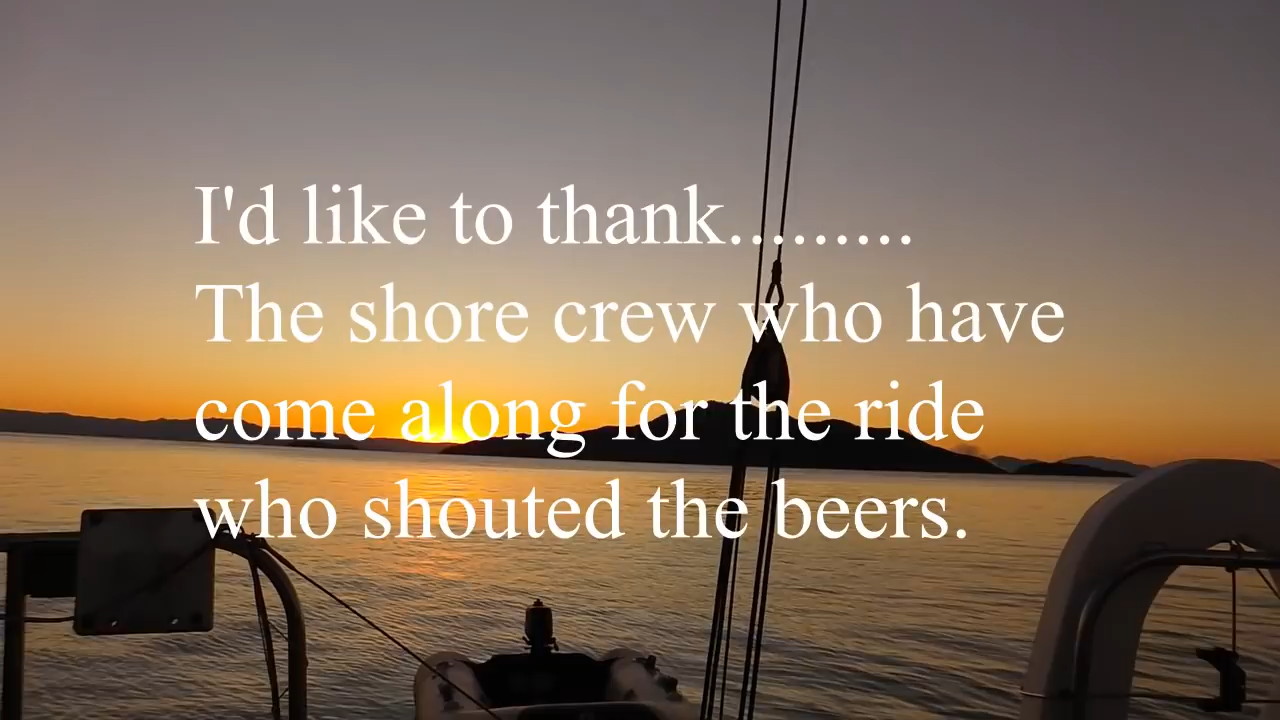 I'd like to thank.........
The shore crew who have
come along for the ride
who shouted the beers.